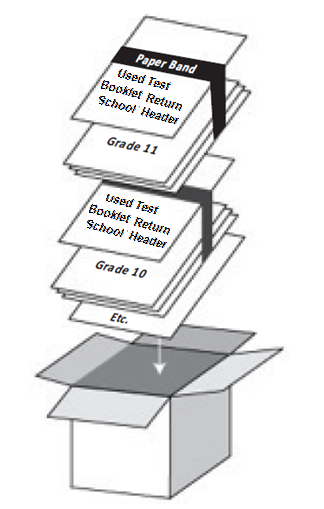 Paper Band
Used Test
Booklet Return
School Header
Grade 11
Used Test
Booklet Return
School Header
Grade 10
Etc.